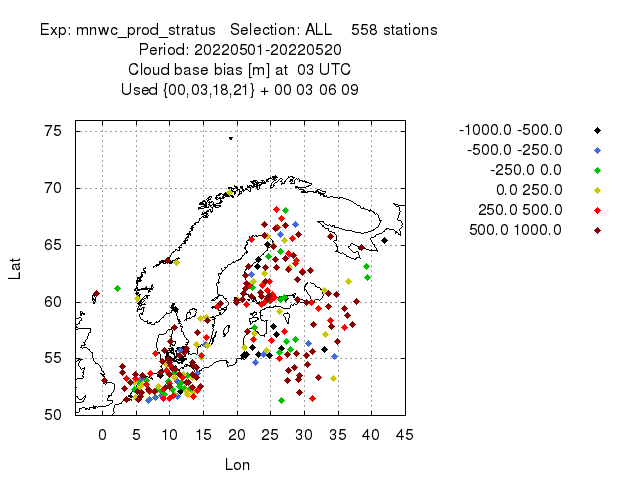 Exp: mnwc_prod_stratus   Selection: ALL    558 stations
Period: 20220501-20220520
Cloud base bias [m] at  03 UTC
Used {00,03,18,21} + 00 03 06 09
-1000.0 -500.0
-500.0 -250.0
-250.0 0.0
0.0 250.0
250.0 500.0
500.0 1000.0
75
70
65
60
55
50
Lat
0 5 10 15 20 25 30 35 40 45
Lon